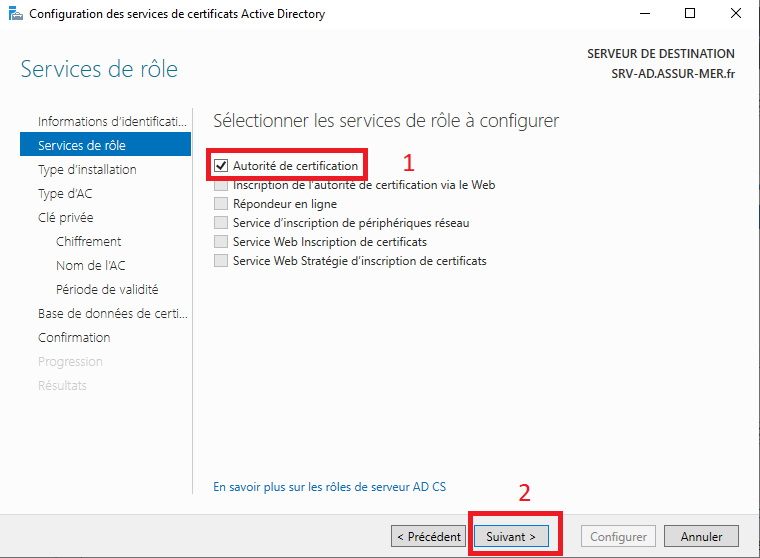 Configuration des services de certificats Active Directory
Services de rôle
SERVEUR DE DESTINATION
SRV-AD.ASSUR-MER.fr
Informations d'identificati...
Services de rôle
Type d'installation
Type d'AC
Clé privée
Chiffrement
Nom de l'AC
Période de validité
Base de données de certi...
Confirmation
Progression
Résultats
Sélectionner les services de rôle à configurer
Autorité de certification
1
Inscription de l'autorité de certification via le Web
Répondeur en ligne
Service d'inscription de périphériques réseau
Service Web Inscription de certificats
Service Web Stratégie d'inscription de certificats
En savoir plus sur les rôles de serveur AD CS
2
< Précédent
Suivant >
Configurer
Annuler